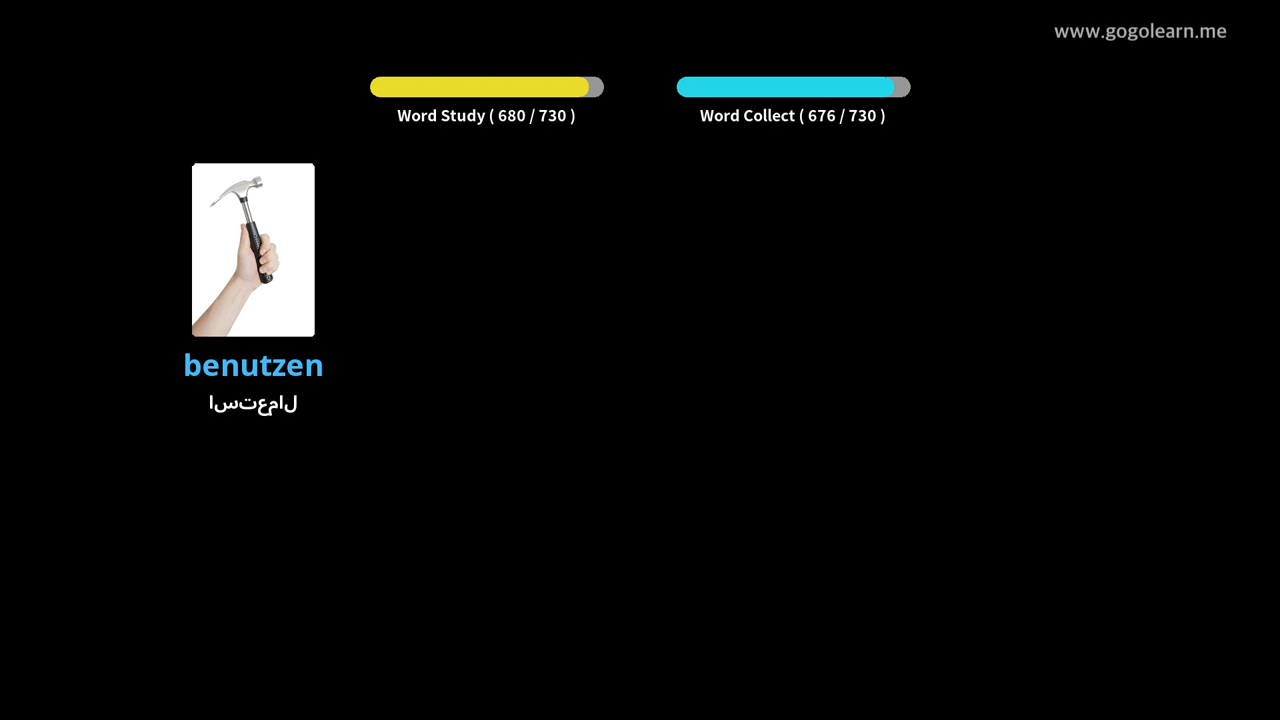 www.gogolearn.me
Word Study ( 680 / 730 )
Word Collect ( 676 / 730 )
benutzen
استعمال